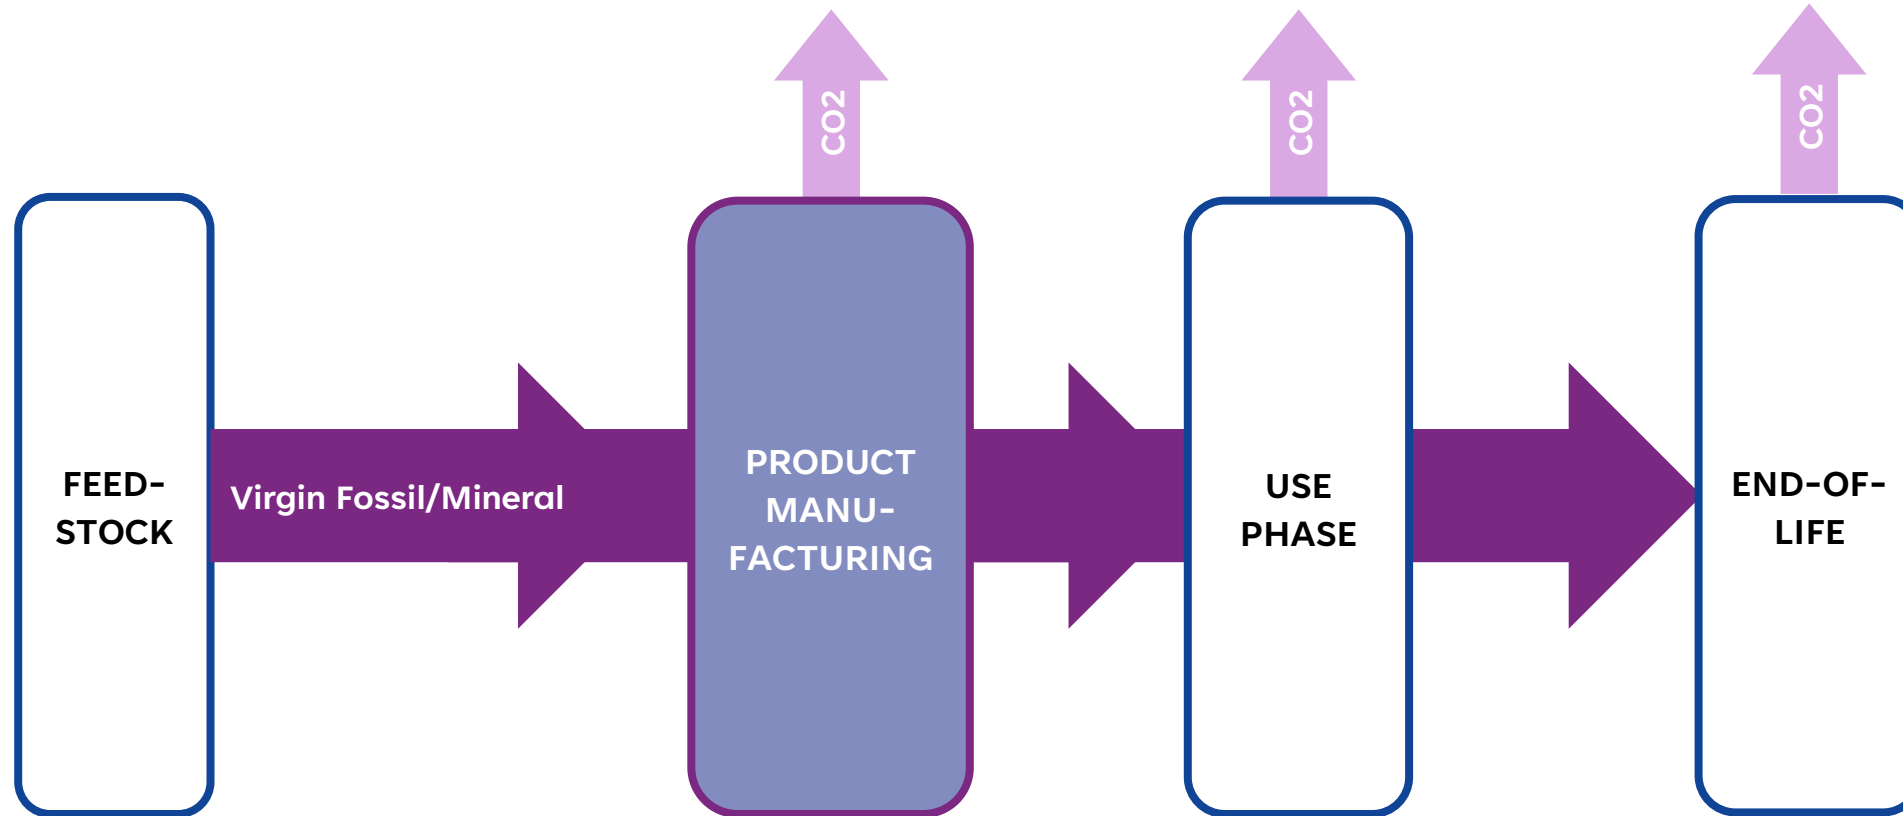 CO2
CO2
CO2
FEED-
STOCK
Virgin Fossil/Mineral
PRODUCT
MANU-
FACTURING
USE
PHASE
END-OF-
LIFE